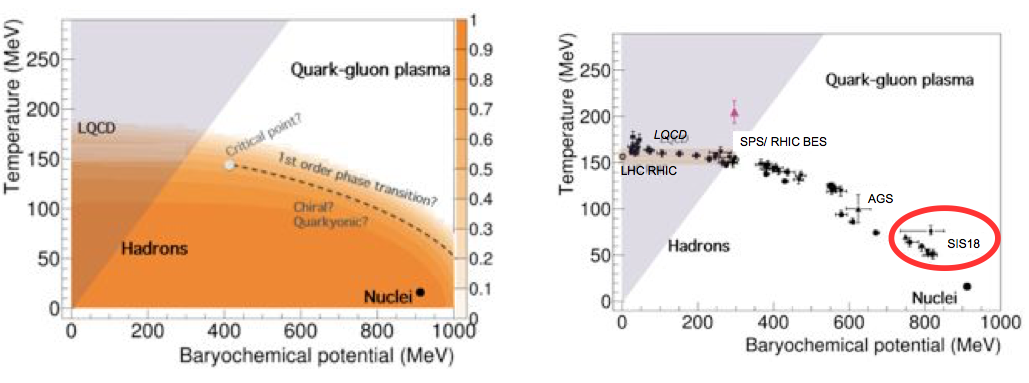 Temperature (MeV)
250
200
150
100
50
0
0
200
400
600
800
1000
Baryochemical potential (MeV)
1
0.9
0.8
0.7
0.6
0.5
0.4
0.3
0.2
0.1
0
Quark-gluon plasma
LQCD
Critical point?
1st order phase transition?
Chiral?
Quarkyonic?
Hadrons
Nuclei
Temperature (MeV)
250
200
150
100
50
0
0
200
400
600
800
1000
Baryochemical potential (MeV)
Quark-gluon plasma
LQCD
SPS/ RHIC BES
LHC RHIC
AGS
SIS18
Hadrons
Nuclei